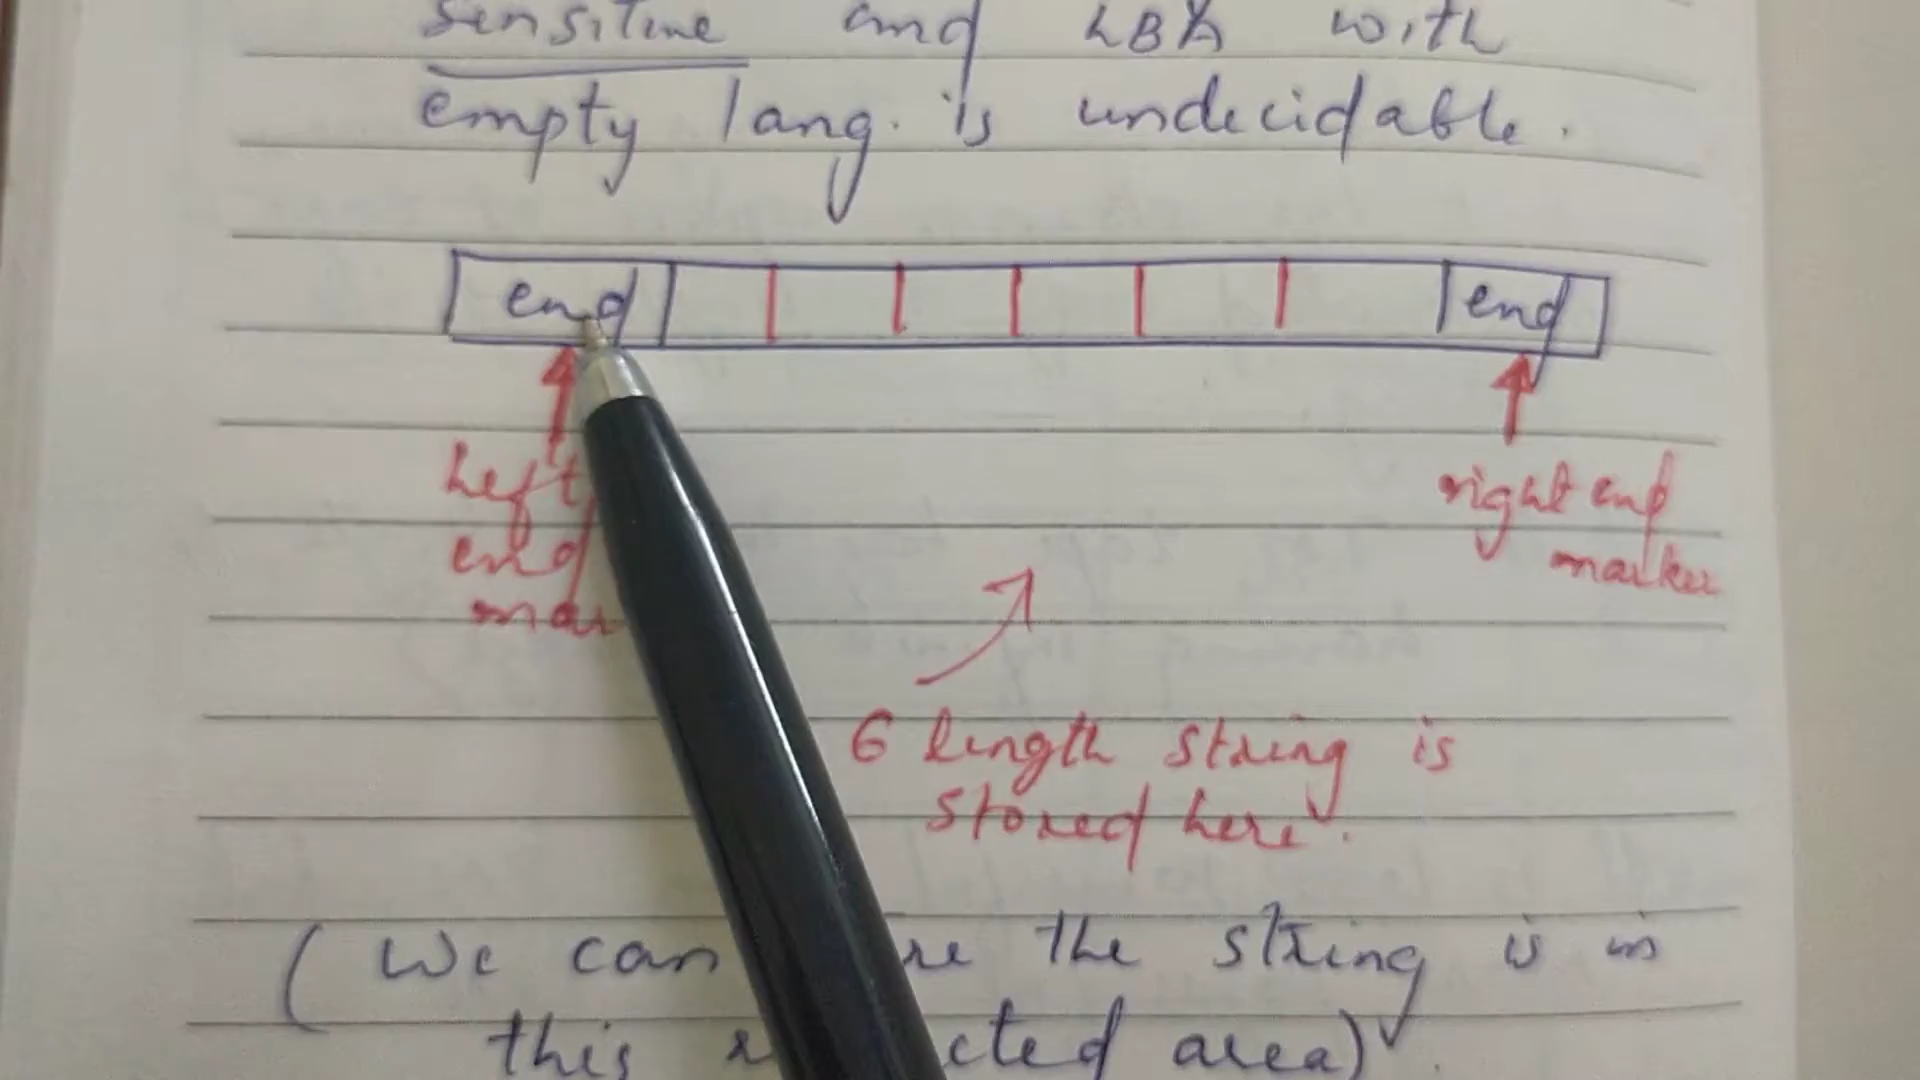 sensitine and LBA with
empty lang. is undecidable.
end end
left
end
right end
marker
6 length string is
stored here.
(We can the string is in
this area).